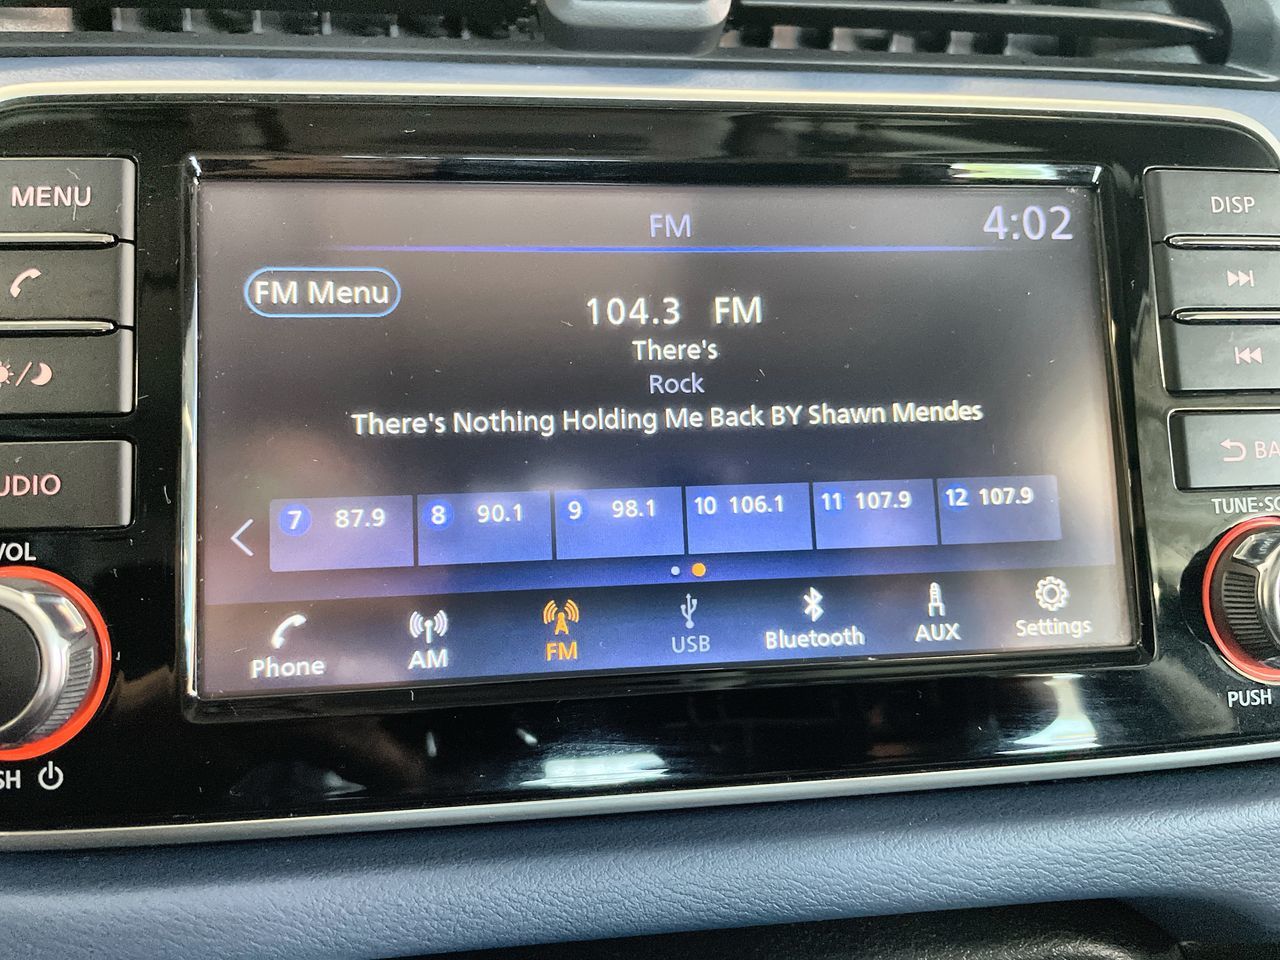 MENU
DISP
FM
4:02
FM Menu
104.3 FM
There's
Rock
There's Nothing Holding Me Back BY Shawn Mendes
UDIO
BA
7 87.9
8 90.1
9 98.1
10 106.1
11 107.9
12 107.9
VOL
TUNE·SC
Phone
AM
FM
USB
Bluetooth
AUX
Settings
SH
PUSH